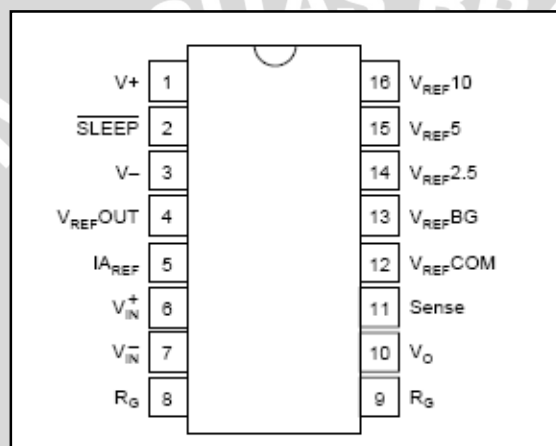 V+ 1 16 VREF10
SLEEP 2 15 VREF5
V– 3 14 VREF2.5
VREFOUT 4 13 VREFBG
IAREF 5 12 VREFCOM
V+IN 6 11 Sense
V–IN 7 10 VO
RG 8 9 RG